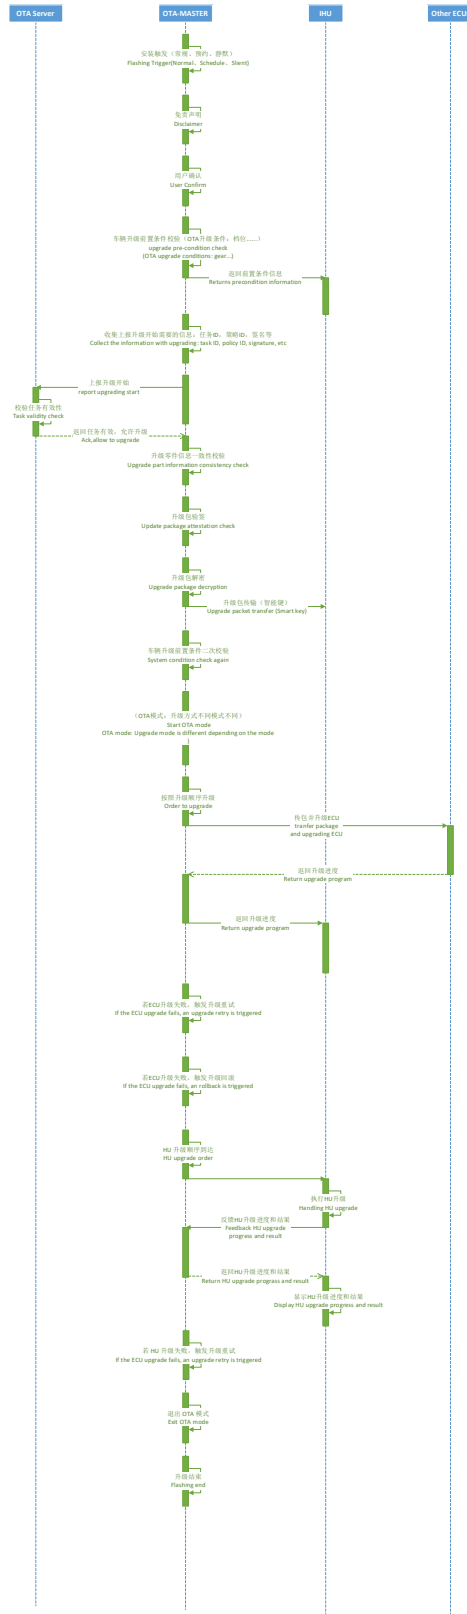 OTA Server
OTA-MASTER
IHU
Other ECU
安装触发（常规、预约、静默）
Flashing Trigger(Normal、Schedule、Slient)
免责声明
Disclaimer
用户确认
User Confirm
车辆升级前置条件校验（OTA升级条件：档位......）
upgrade pre-condition check
(OTA upgrade conditions: gear...)
返回前置条件信息
Returns precondition information
收集上报升级开始需要的信息：任务ID、策略ID、签名等
Collect the information with upgrading: task ID, policy ID, signature, etc
上报升级开始
report upgrading start
校验任务有效性
Task validity check
返回任务有效，允许升级
Ack,allow to upgrade
升级零件信息一致性校验
Upgrade part information consistency check
升级包验签
Update package attestation check
升级包解密
Upgrade package decryption
升级包传输（智能键）
Upgrade packet transfer (Smart key)
车辆升级前置条件二次校验
System condition check again
（OTA模式：升级方式不同模式不同）
Start OTA mode
OTA mode: Upgrade mode is different depending on the mode
)
按照升级顺序升级
Order to upgrade
传包并升级ECU
tranfer package
and upgrading ECU
返回升级进度
Return upgrade program
返回升级进度
Return upgrade program
若ECU升级失败，触发升级重试
If the ECU upgrade fails, an upgrade retry is triggered
若ECU升级失败，触发升级回滚
If the ECU upgrade fails, an rollback is triggered
HU 升级顺序到达
HU upgrade order
执行HU升级
Handling HU upgrade
反馈HU升级进度和结果
Feedback HU upgrade
progress and result
返回HU升级进度和结果
Return HU upgrade prograss and result
显示HU升级进度和结果
Display HU upgrade progress and result
若 HU 升级失败，触发升级重试
If the ECU upgrade fails, an upgrade retry is triggered
退出 OTA 模式
Exit OTA mode
升级结束
Flashing end